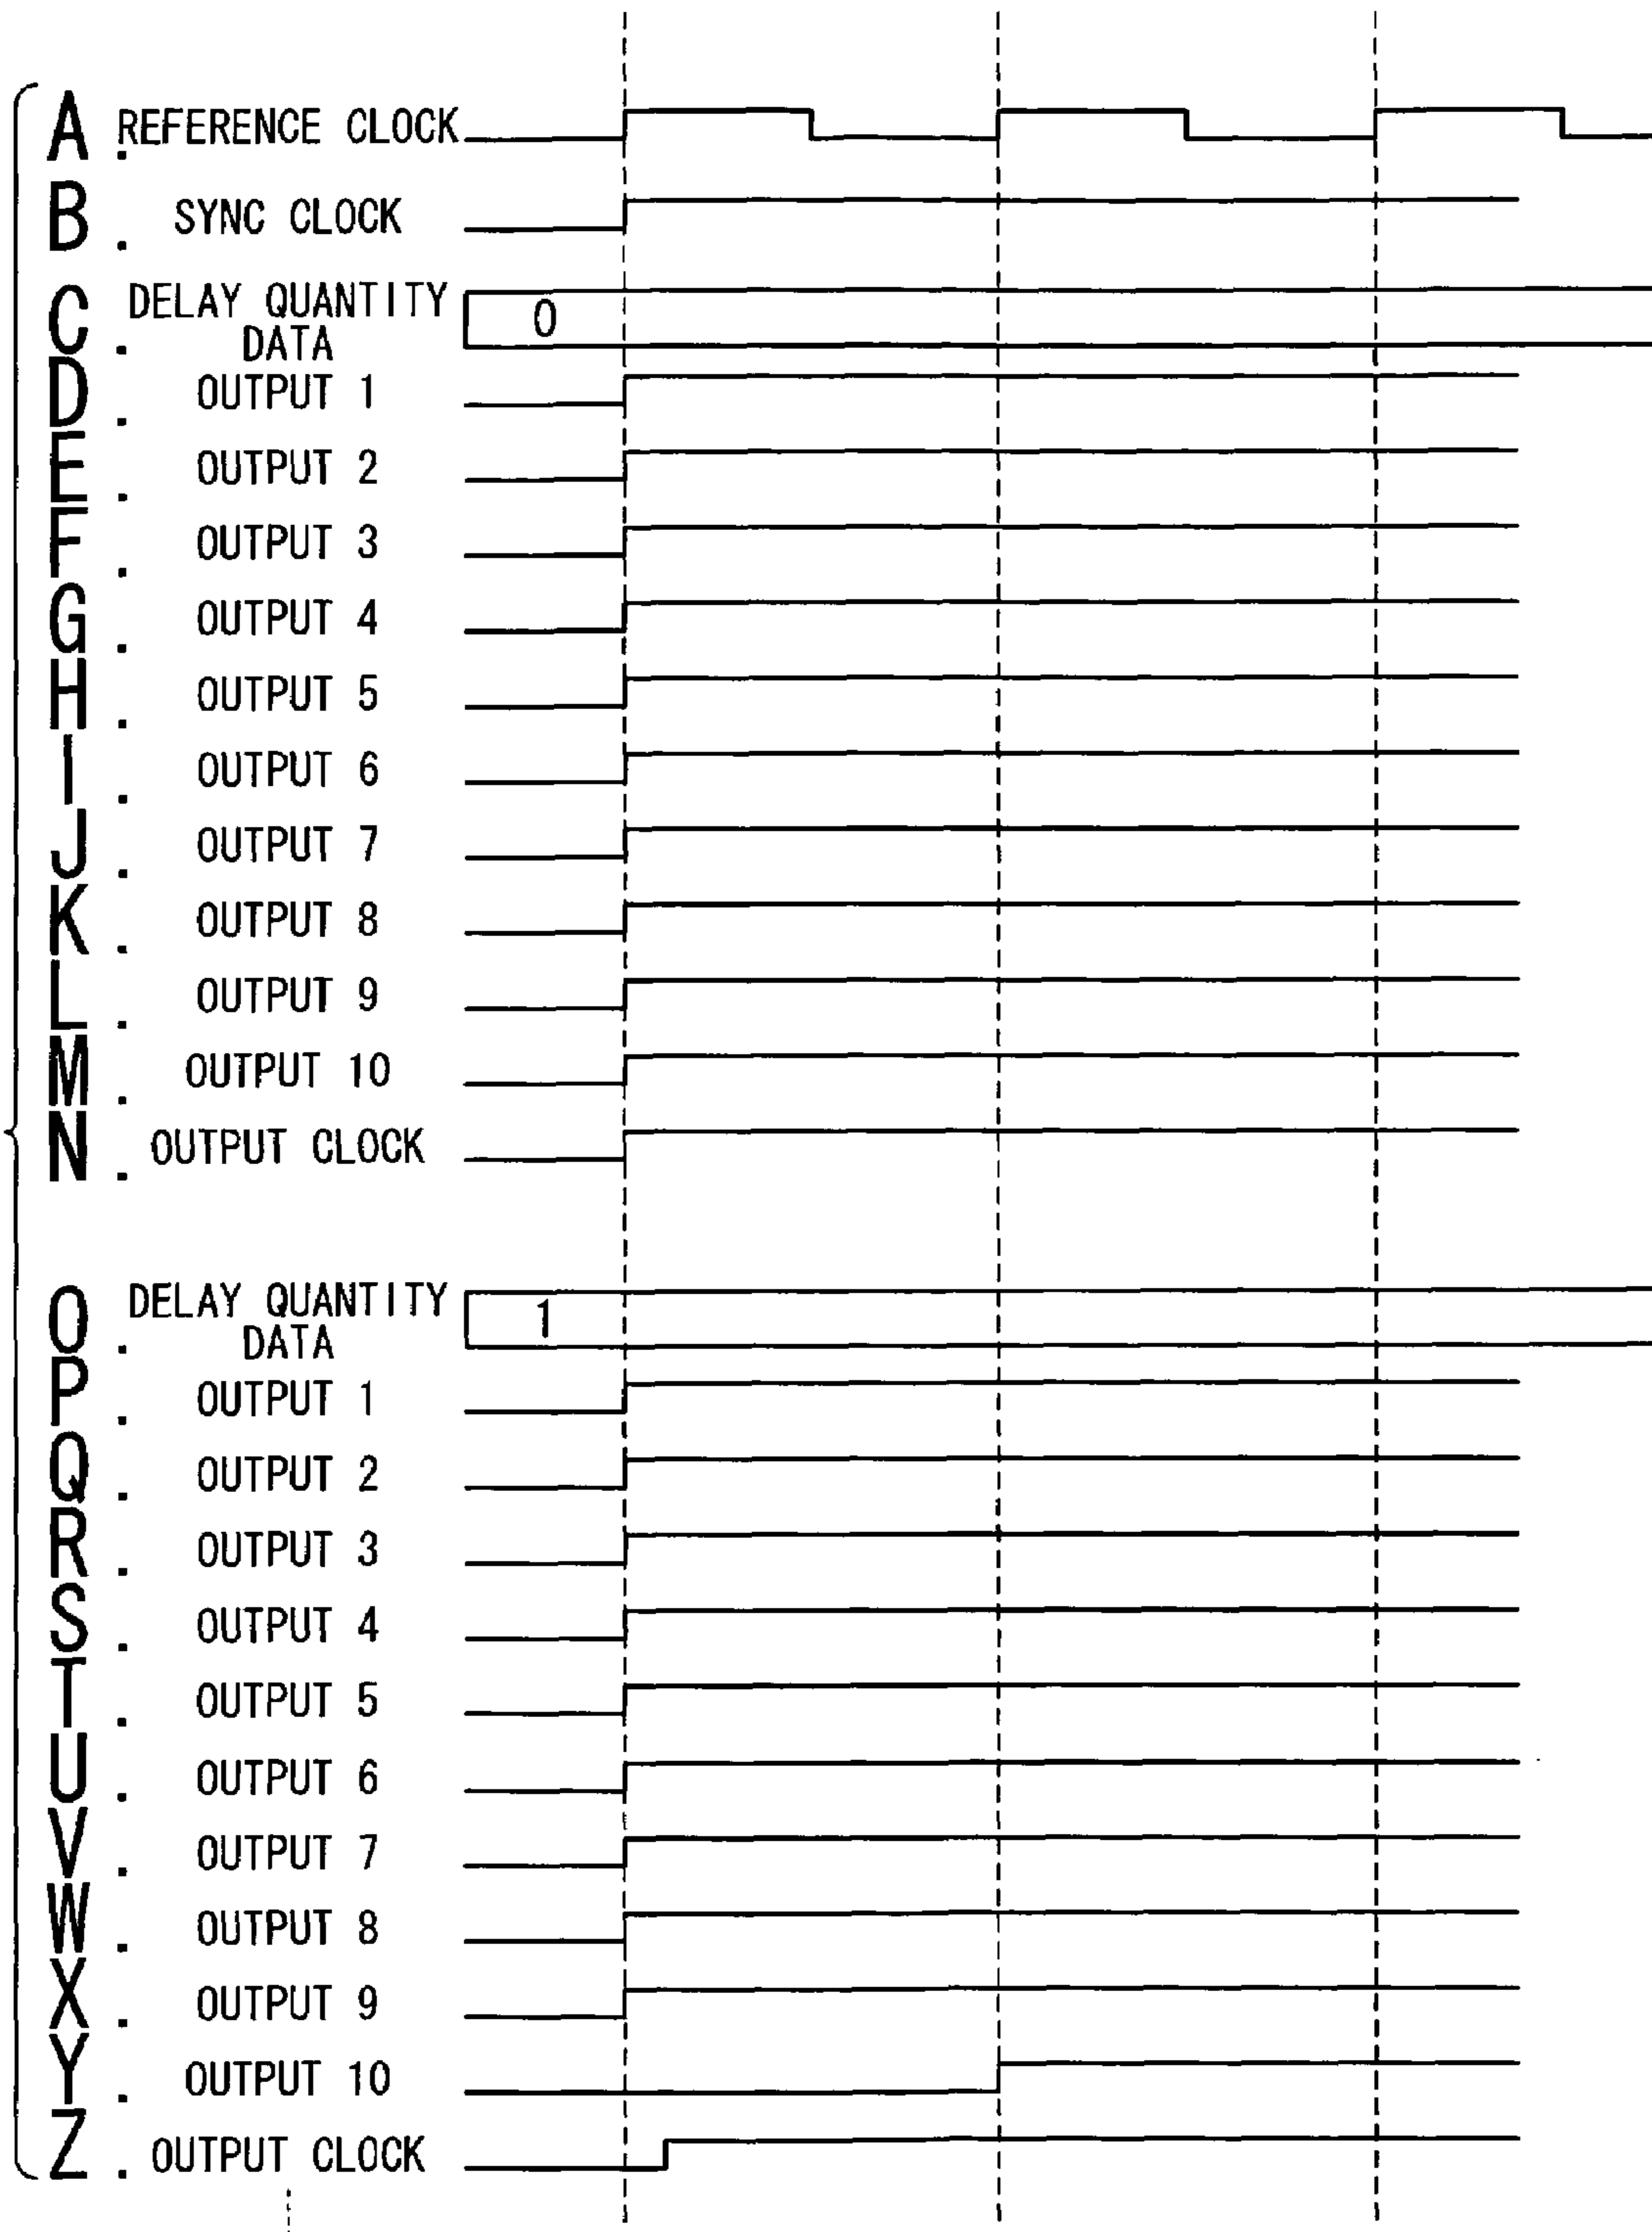 A. REFERENCE CLOCK
B. SYNC CLOCK
C. DELAY QUANTITY
DATA
0
D. OUTPUT 1
E. OUTPUT 2
F. OUTPUT 3
G. OUTPUT 4
H. OUTPUT 5
I. OUTPUT 6
J. OUTPUT 7
K. OUTPUT 8
L. OUTPUT 9
M. OUTPUT 10
N. OUTPUT CLOCK
O. DELAY QUANTITY
DATA
1
P. OUTPUT 1
Q. OUTPUT 2
R. OUTPUT 3
S. OUTPUT 4
T. OUTPUT 5
U. OUTPUT 6
V. OUTPUT 7
W. OUTPUT 8
X. OUTPUT 9
Y. OUTPUT 10
Z. OUTPUT CLOCK